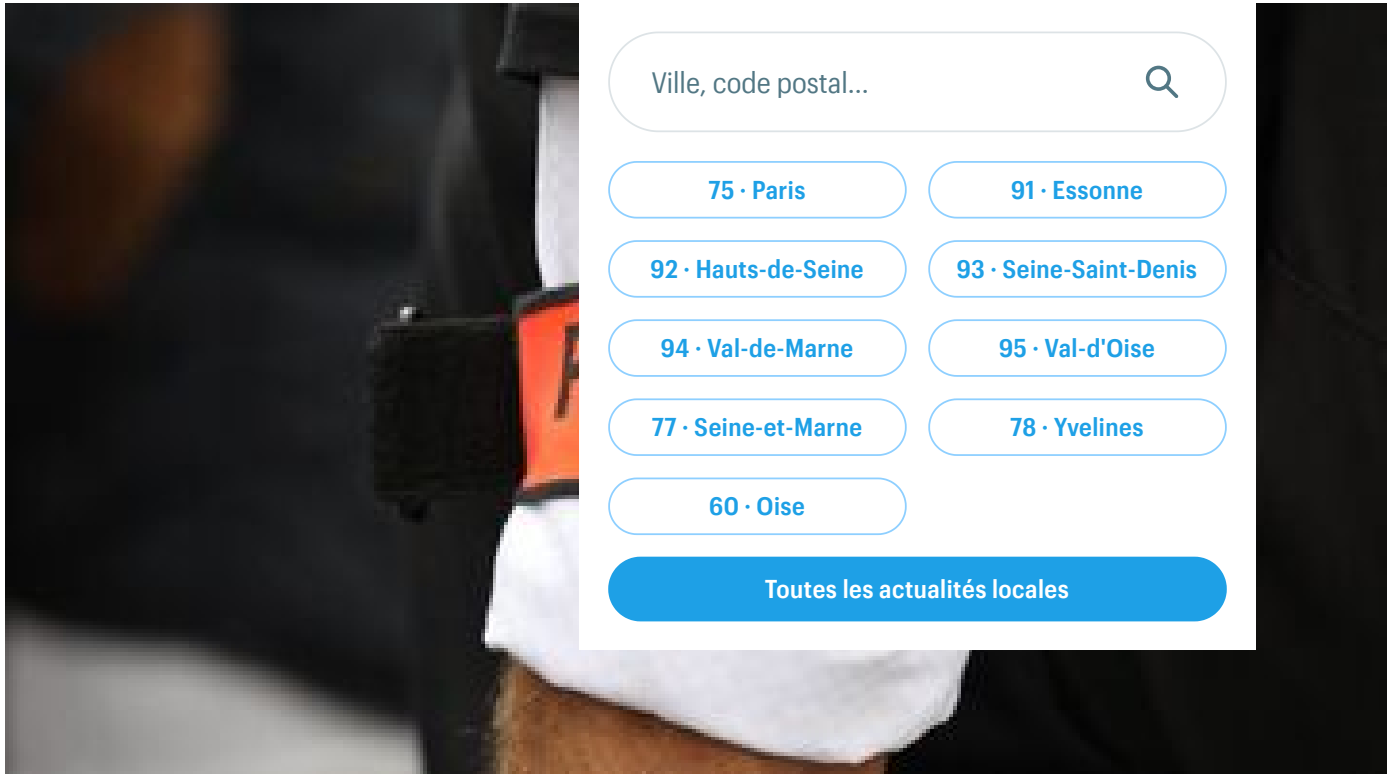 Ville, code postal...
75 · Paris
91 · Essonne
92 · Hauts-de-Seine
93 · Seine-Saint-Denis
94 · Val-de-Marne
95 · Val-d'Oise
77 · Seine-et-Marne
78 · Yvelines
60 · Oise
Toutes les actualités locales